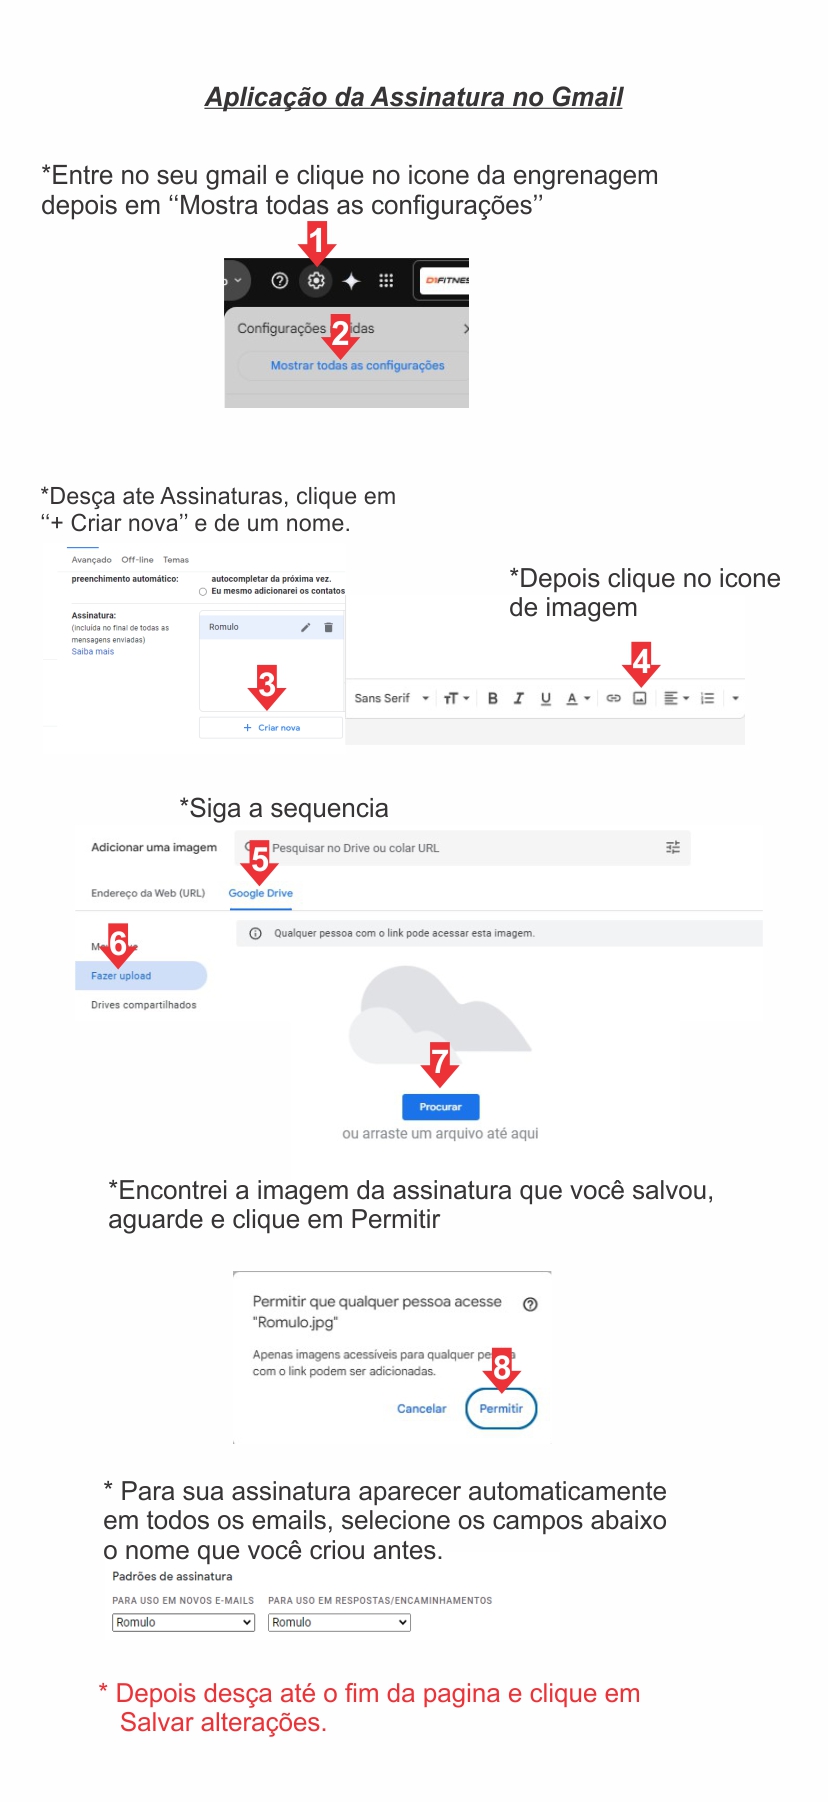 Aplicação da Assinatura no Gmail
*Entre no seu gmail e clique no icone da engrenagem
depois em “Mostra todas as configurações”
1
D1FITNES
Configurações idas
2
Mostrar todas as configurações
*Desça ate Assinaturas, clique em
“+ Criar nova” e de um nome.
Avançado Off-line Temas
preenchimento automático: autocompletar da próxima vez.
Eu mesmo adicionarei os contatos
Assinatura:
(incluída no final de todas as
mensagens enviadas)
Saiba mais
Romulo
3
+ Criar nova
*Depois clique no icone
de imagem
4
Sans Serif TT B I U A
*Siga a sequencia
Adicionar uma imagem
Pesquisar no Drive ou colar URL
5
Endereço da Web (URL) Google Drive
6
Qualquer pessoa com o link pode acessar esta imagem.
Fazer upload
Drives compartilhados
7
Procurar
ou arraste um arquivo até aqui
*Encontrei a imagem da assinatura que você salvou,
aguarde e clique em Permitir
Permitir que qualquer pessoa acesse
"Romulo.jpg"
Apenas imagens acessíveis para qualquer pe a
com o link podem ser adicionadas.
8
Cancelar Permitir
* Para sua assinatura aparecer automaticamente
em todos os emails, selecione os campos abaixo
o nome que você criou antes.
Padrões de assinatura
PARA USO EM NOVOS E-MAILS PARA USO EM RESPOSTAS/ENCAMINHAMENTOS
Romulo Romulo
* Depois desça até o fim da pagina e clique em
Salvar alterações.